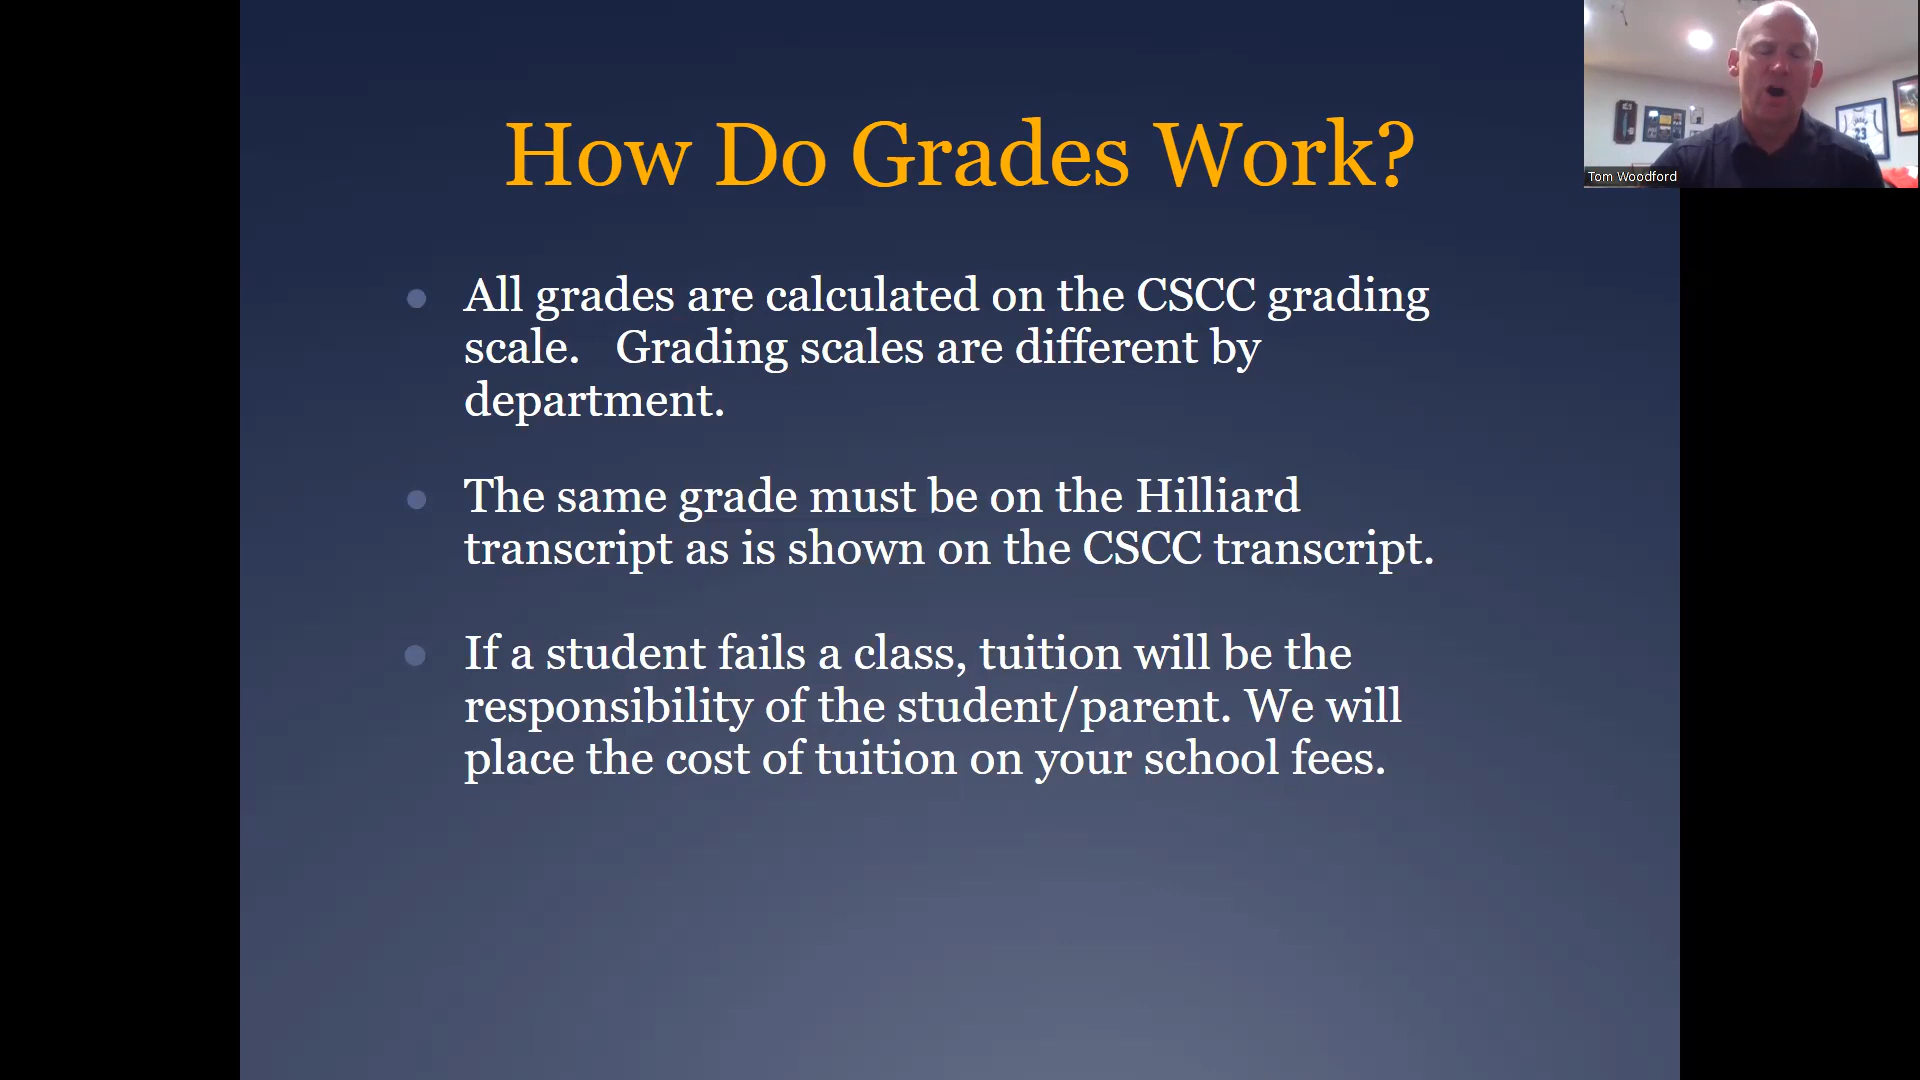 How Do Grades Work?
All grades are calculated on the CSCC grading
scale.   Grading scales are different by
department.
The same grade must be on the Hilliard
transcript as is shown on the CSCC transcript.
If a student fails a class, tuition will be the
responsibility of the student/parent. We will
place the cost of tuition on your school fees.
Tom Woodford
23